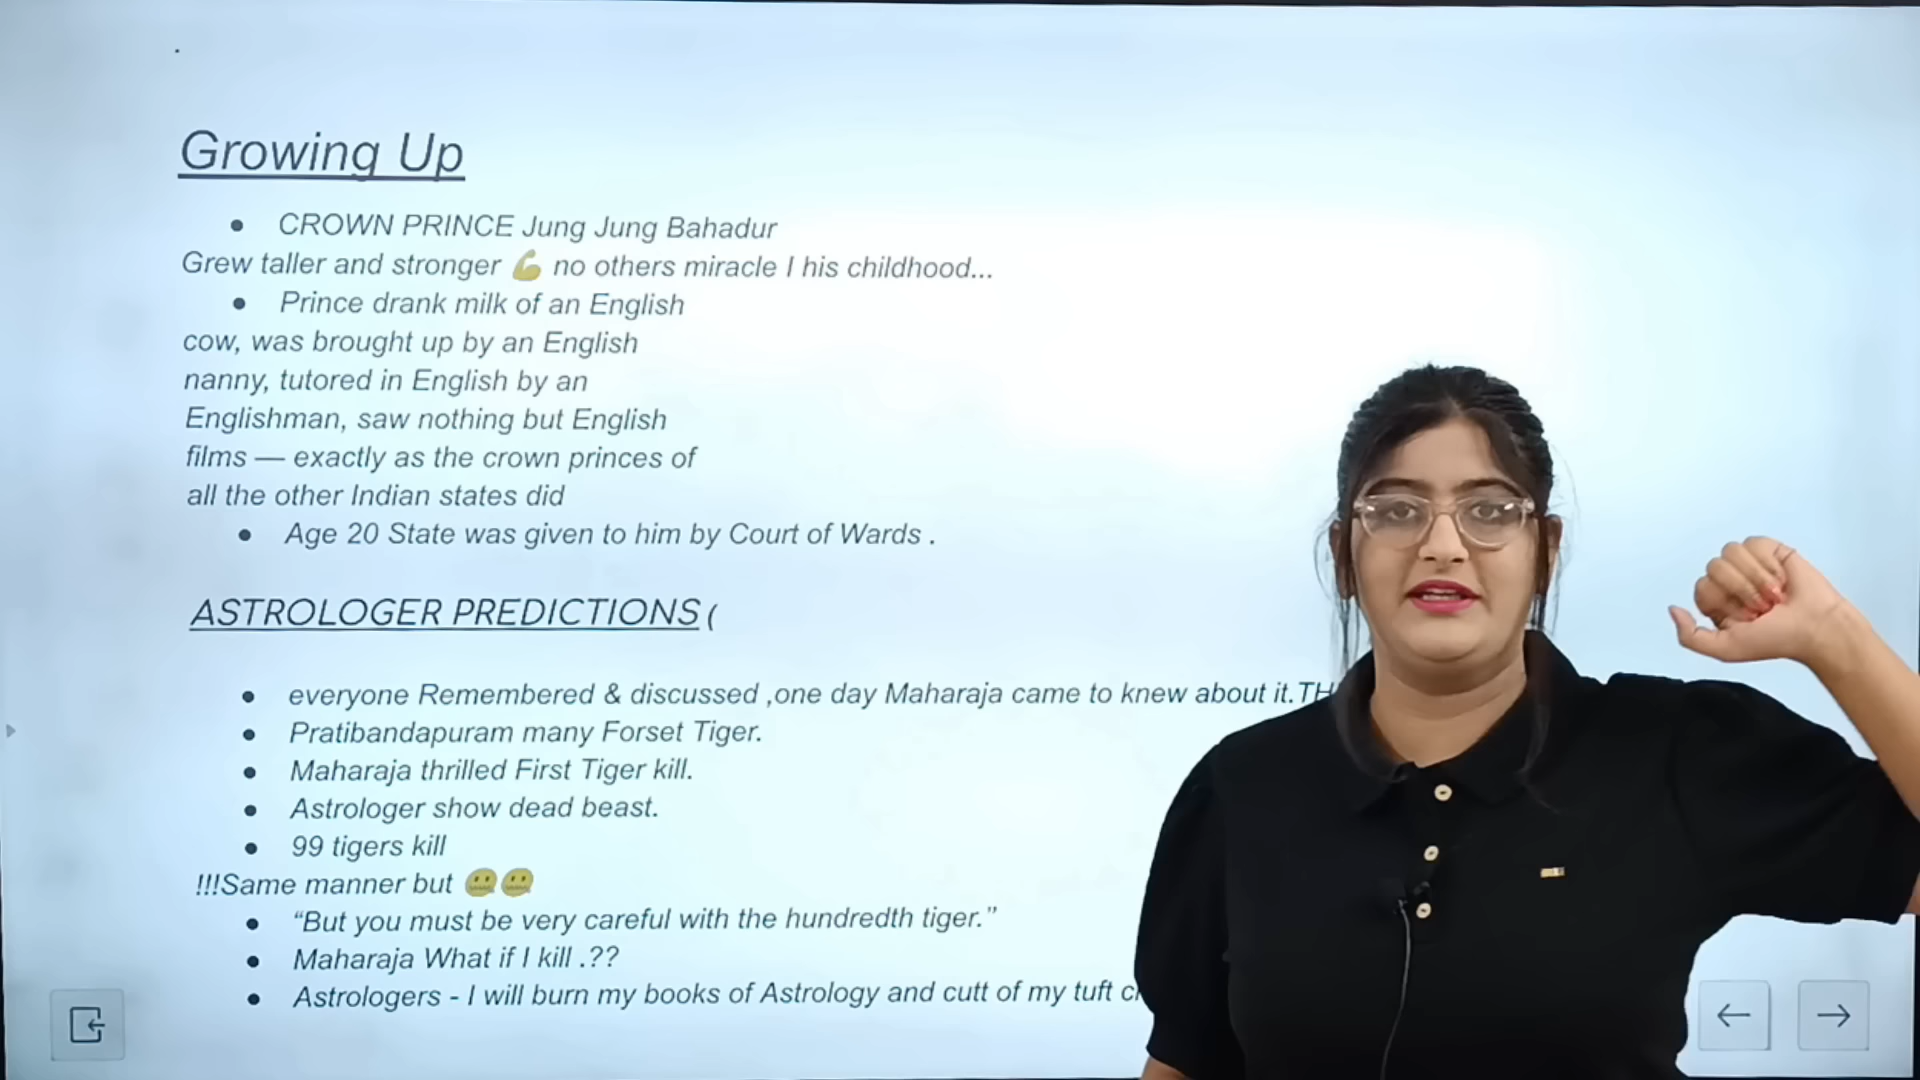 Growing Up
• CROWN PRINCE Jung Jung Bahadur
Grew taller and stronger 💪 no others miracle I his childhood...
• Prince drank milk of an English
cow, was brought up by an English
nanny, tutored in English by an
Englishman, saw nothing but English
films — exactly as the crown princes of
all the other Indian states did
• Age 20 State was given to him by Court of Wards .
ASTROLOGER PREDICTIONS (
• everyone Remembered & discussed ,one day Maharaja came to knew about it.
• Pratibandapuram many Forset Tiger.
• Maharaja thrilled First Tiger kill.
• Astrologer show dead beast.
• 99 tigers kill
!!!Same manner but 🤐🤐
• “But you must be very careful with the hundredth tiger.”
• Maharaja What if I kill .??
• Astrologers - I will burn my books of Astrology and cutt of my tuft